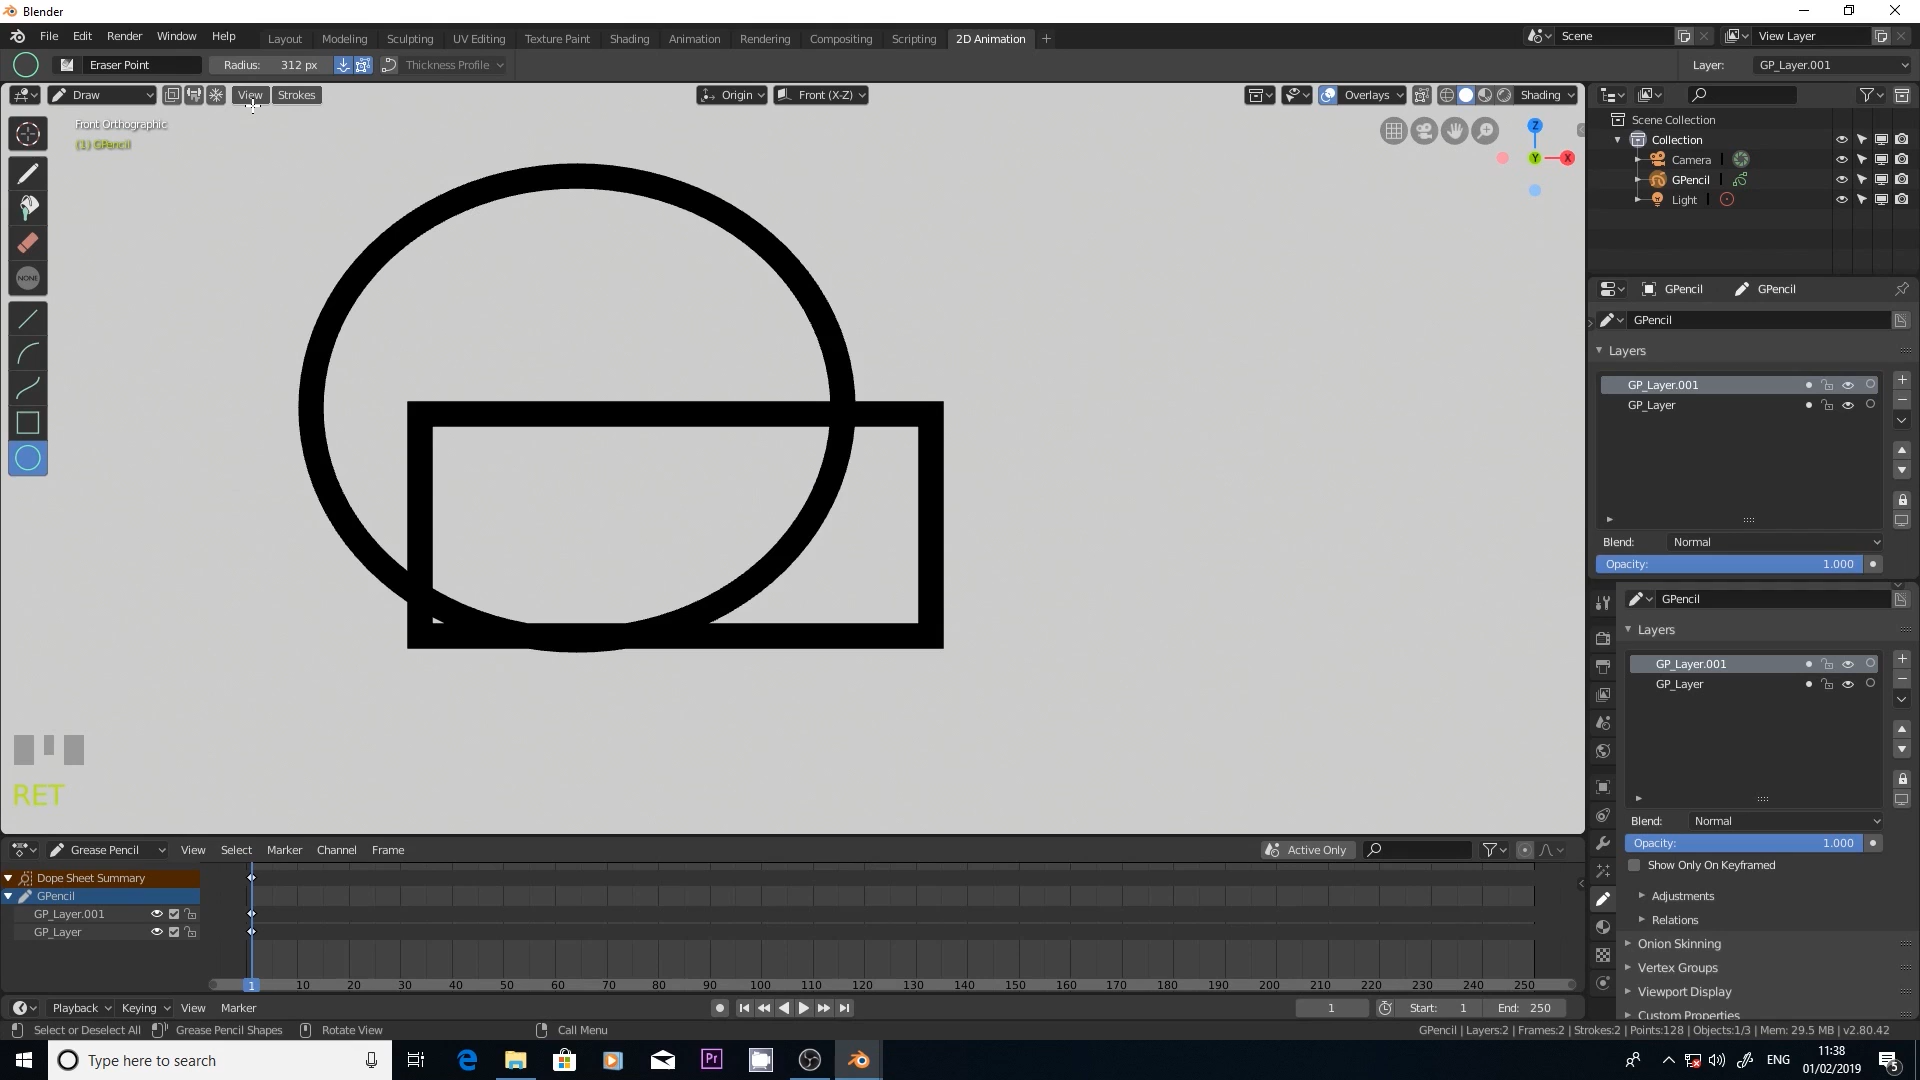 Blender
File Edit Render Window Help Layout Modeling Sculpting UV Editing Texture Paint Shading Animation Rendering Compositing Scripting 2D Animation + Scene View Layer
Eraser Point Radius: 312 px Thickness Profile Layer: GP_Layer.001
Draw View Strokes Origin Front (X-Z) Overlays Shading
Front Orthographic
(1) GPencil
Z
Y X
NONE
RET
Scene Collection
Collection
Camera
GPencil
Light
GPencil GPencil
GPencil
Layers
GP_Layer.001
GP_Layer
Blend: Normal
Opacity: 1.000
GPencil
Layers
GP_Layer.001
GP_Layer
Blend: Normal
Opacity: 1.000
Show Only On Keyframed
Adjustments
Relations
Onion Skinning
Vertex Groups
Viewport Display
Custom Properties
Grease Pencil View Select Marker Channel Frame Active Only
Dope Sheet Summary
GPencil
GP_Layer.001
GP_Layer
1 10 20 30 40 50 60 70 80 90 100 110 120 130 140 150 160 170 180 190 200 210 220 230 240 250
Playback Keying View Marker 1 Start: 1 End: 250
Select or Deselect All Grease Pencil Shapes Rotate View Call Menu GPencil | Layers:2 | Frames:2 | Strokes:2 | Points:128 | Objects:1/3 | Mem: 29.5 MB | v2.80.42
Type here to search Pr ENG 11:38
01/02/2019 5